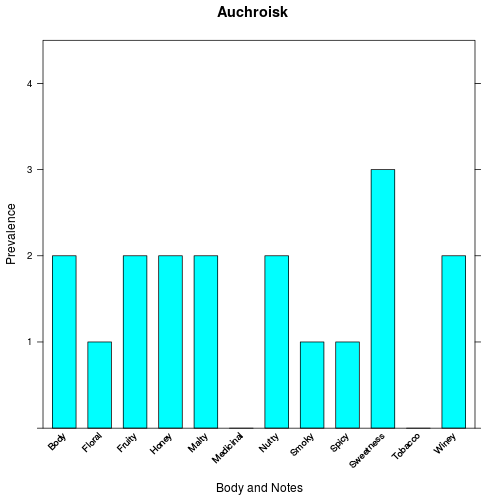 Auchroisk
Prevalence
4
3
2
1
Body
Floral
Fruity
Honey
Malty
Medicinal
Nutty
Smoky
Spicy
Sweetness
Tobacco
Winey
Body and Notes